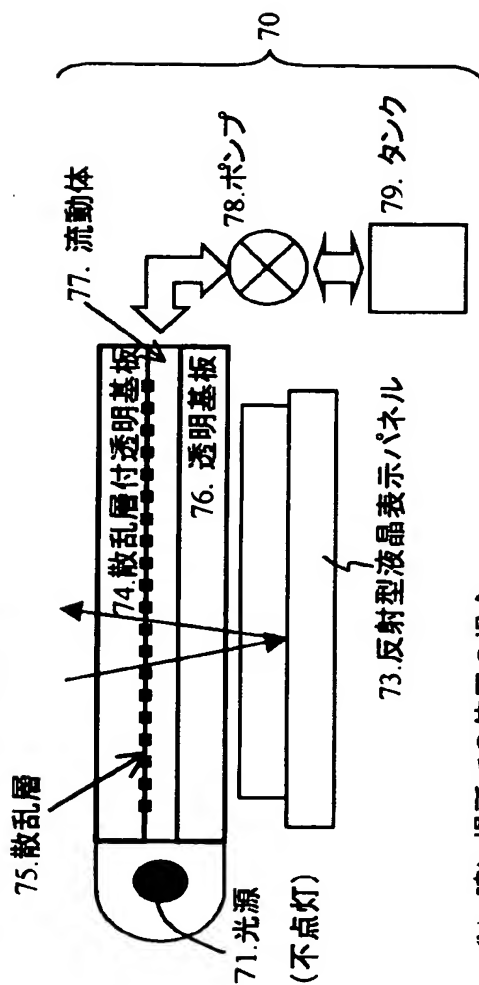 75.散乱層
74.散乱層付透明基板
77. 流動体
76. 透明基板
78.ポンプ
70
79. タンク
71.光源
(不点灯)
73.反射型液晶表示パネル